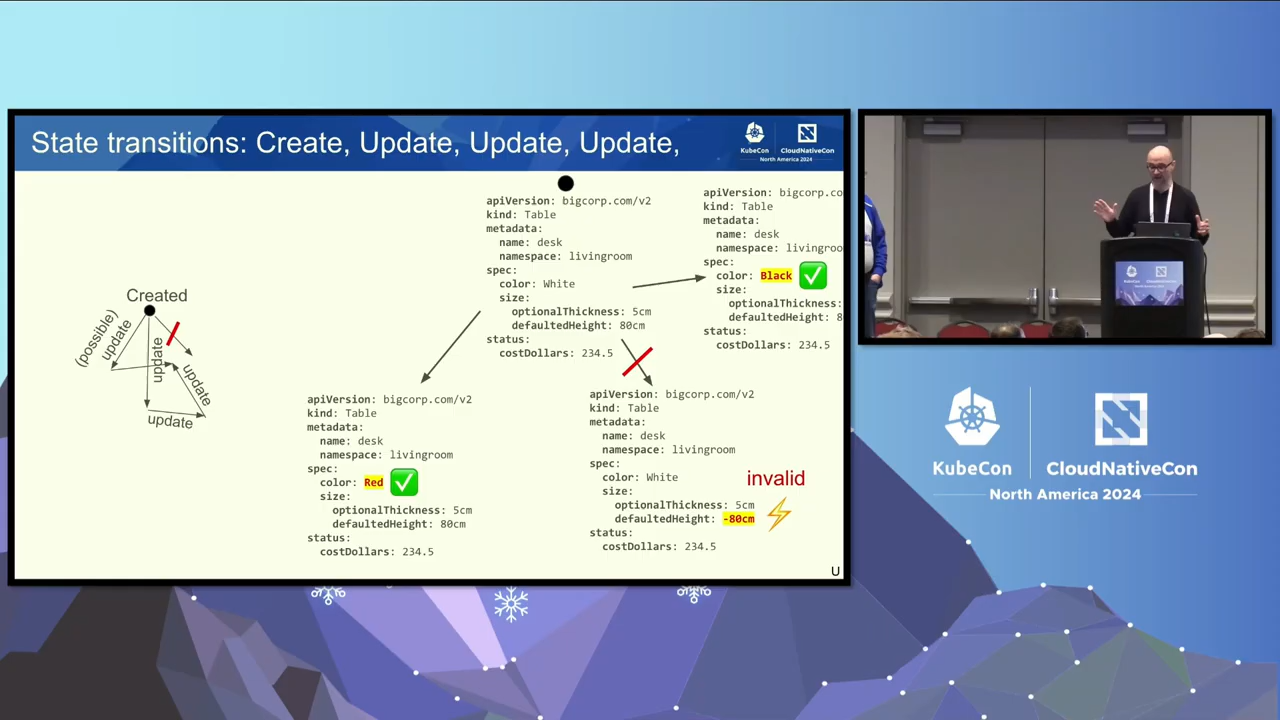 State transitions: Create, Update, Update, Update,
KubeCon
CloudNativeCon
North America 2024
apiVersion: bigcorp.com/v2
kind: Table
metadata:
name: desk
namespace: livingroom
spec:
color: White
size:
optionalThickness: 5cm
defaultedHeight: 80cm
status:
costDollars: 234.5
apiVersion: bigcorp.co
kind: Table
metadata:
name: desk
namespace: livingroo
spec:
color: Black
size:
optionalThickness:
defaultedHeight: 8
status:
costDollars: 234.5
Created
(possible)
update
update
update
update
apiVersion: bigcorp.com/v2
kind: Table
metadata:
name: desk
namespace: livingroom
spec:
color: Red
size:
optionalThickness: 5cm
defaultedHeight: 80cm
status:
costDollars: 234.5
apiVersion: bigcorp.com/v2
kind: Table
metadata:
name: desk
namespace: livingroom
spec:
color: White
size:
optionalThickness: 5cm
defaultedHeight: -80cm
status:
costDollars: 234.5
invalid
U
KubeCon
CloudNativeCon
North America 2024